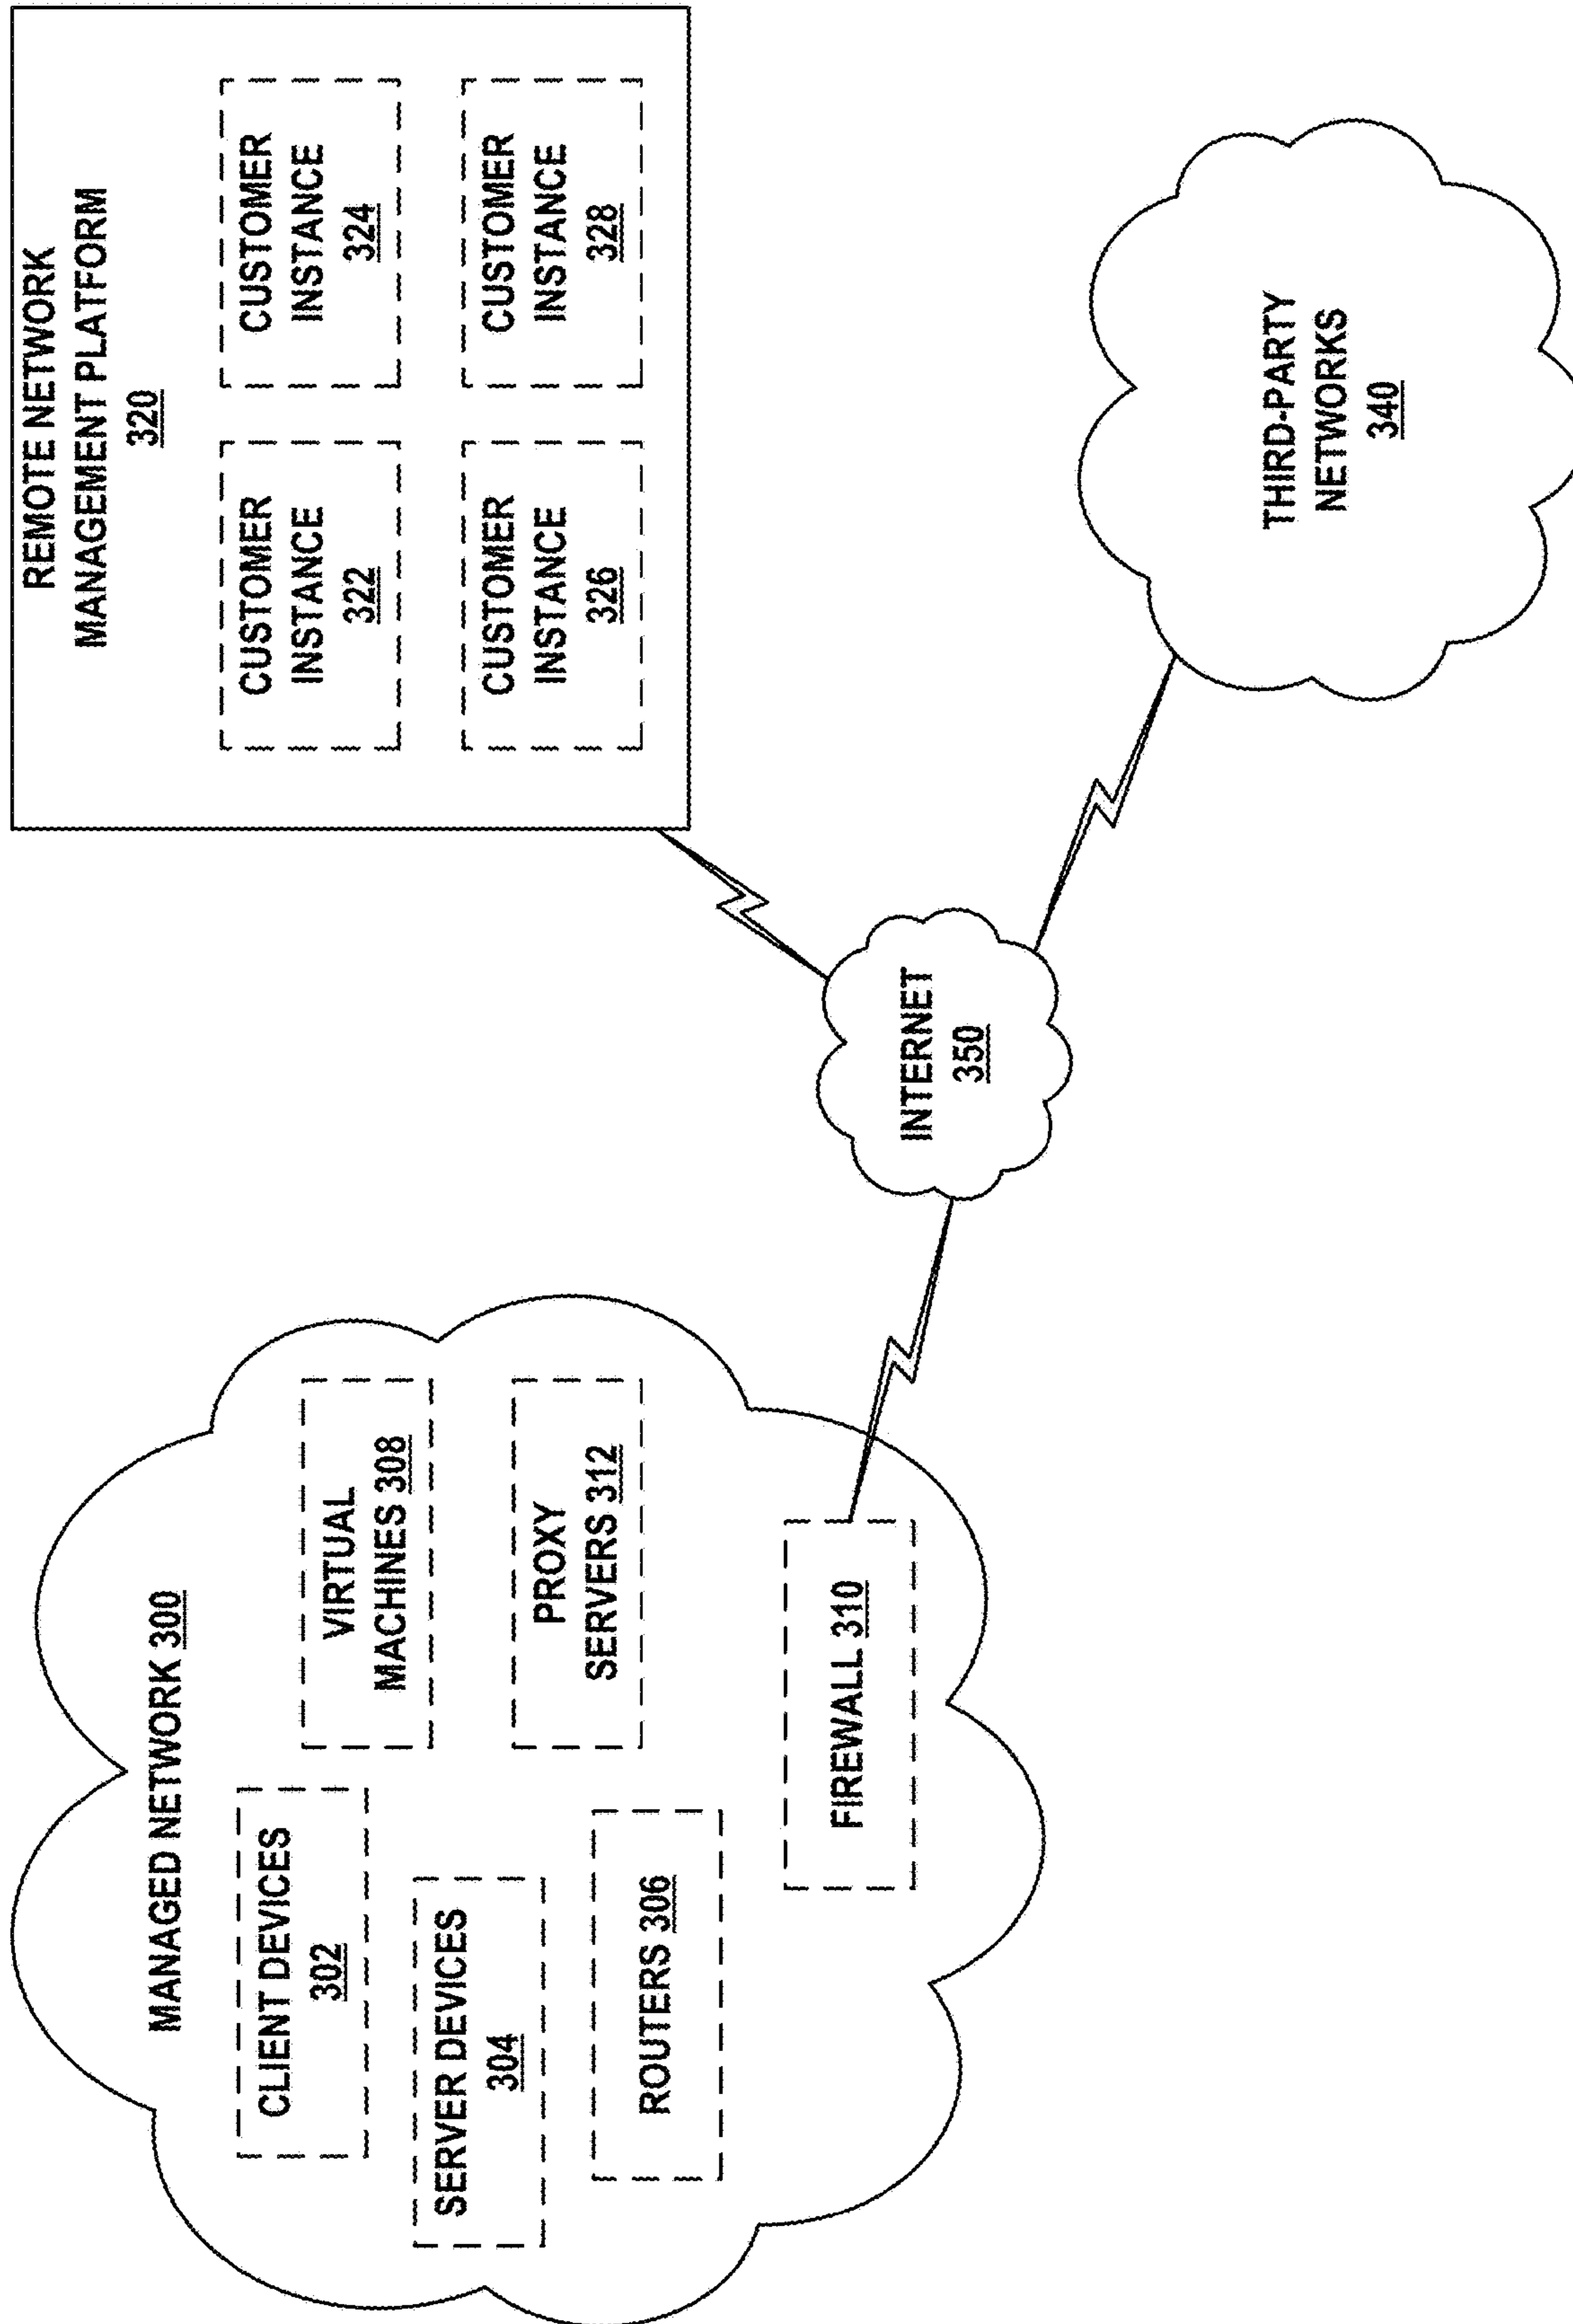 MANAGED NETWORK 300
CLIENT DEVICES
302
VIRTUAL
MACHINES 308
SERVER DEVICES
304
PROXY
SERVERS 312
ROUTERS 306
FIREWALL 310
INTERNET
350
REMOTE NETWORK
MANAGEMENT PLATFORM
320
CUSTOMER
INSTANCE
322
CUSTOMER
INSTANCE
324
CUSTOMER
INSTANCE
326
CUSTOMER
INSTANCE
328
THIRD-PARTY
NETWORKS
340